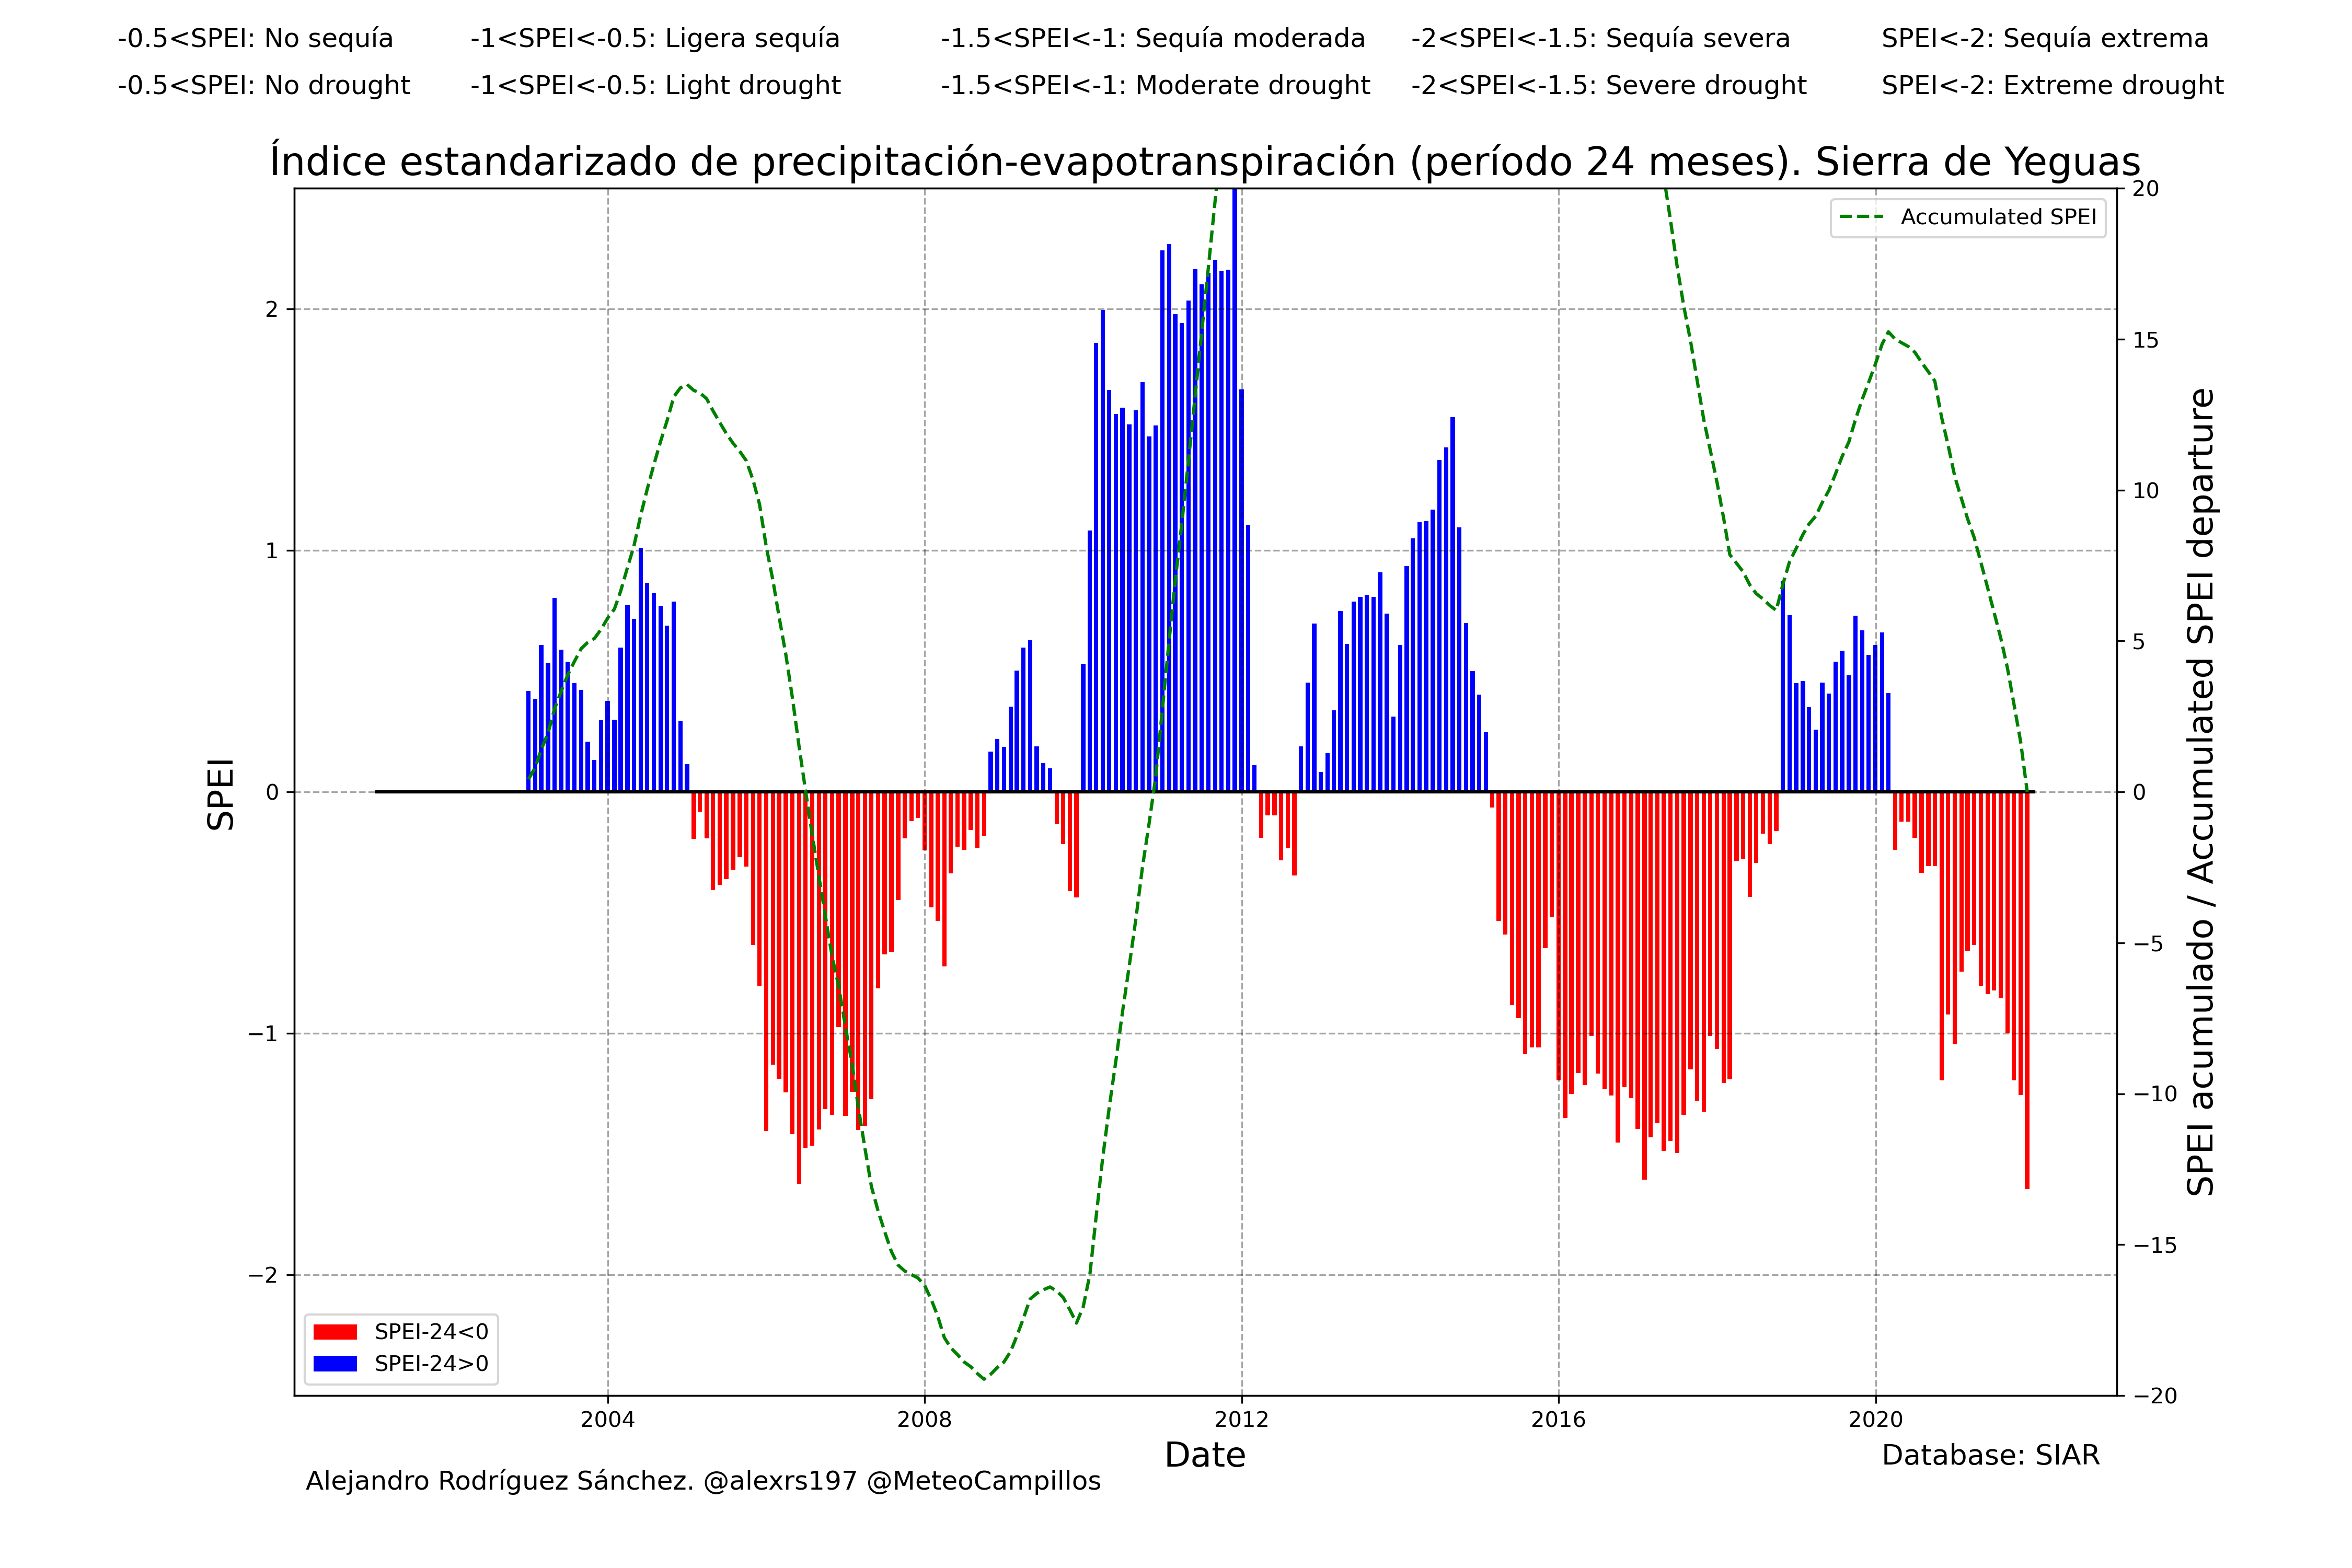 -0.5<SPEI: No sequía -1<SPEI<-0.5: Ligera sequía -1.5<SPEI<-1: Sequía moderada -2<SPEI<-1.5: Sequía severa SPEI<-2: Sequía extrema
-0.5<SPEI: No drought -1<SPEI<-0.5: Light drought -1.5<SPEI<-1: Moderate drought -2<SPEI<-1.5: Severe drought SPEI<-2: Extreme drought
Índice estandarizado de precipitación-evapotranspiración (período 24 meses). Sierra de Yeguas
Accumulated SPEI
SPEI
2
1
0
−1
−2
20
15
10
5
0
−5
−10
−15
−20
SPEI acumulado / Accumulated SPEI departure
SPEI-24<0
SPEI-24>0
2004 2008 2012 2016 2020
Date
Database: SIAR
Alejandro Rodríguez Sánchez. @alexrs197 @MeteoCampillos